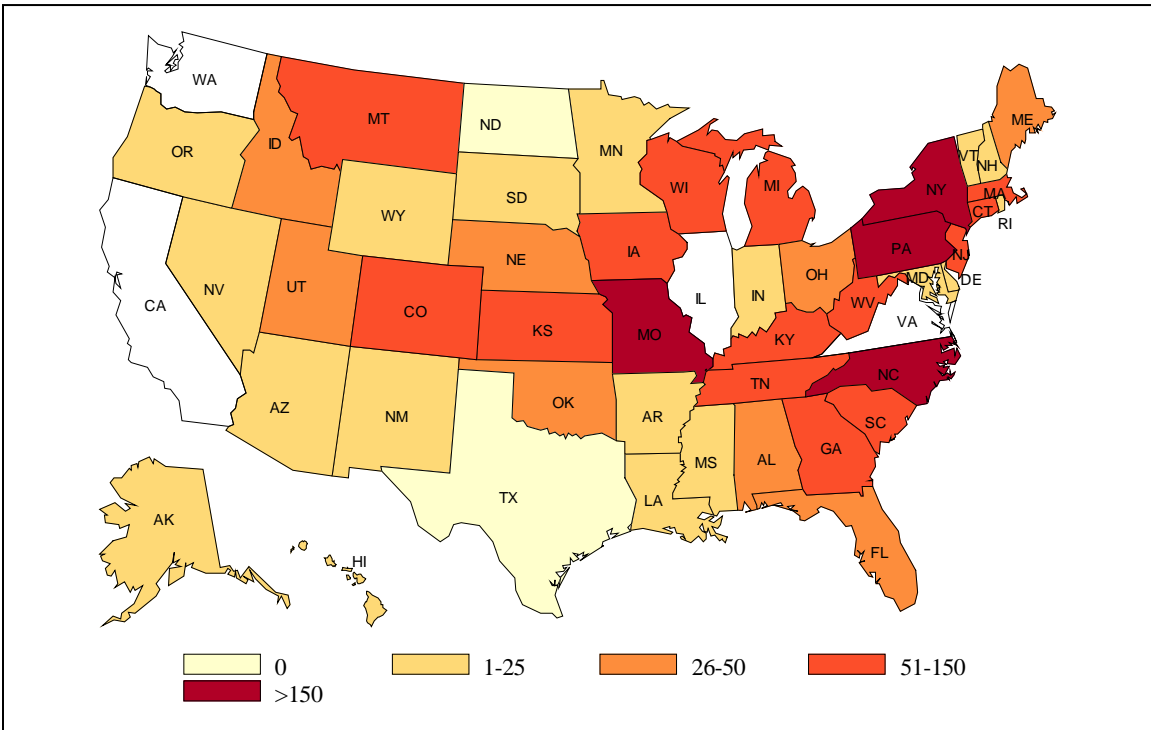 WA
MT
ND
ME
OR
ID
MN
VT
NH
WI
MI
NY
MA
SD
WY
CT
RI
IA
PA
NE
NJ
OH
MD
DE
UT
NV
IN
IL
WV
CA
CO
VA
KS
MO
KY
NC
TN
OK
AZ
NM
AR
SC
GA
AL
MS
TX
LA
AK
FL
HI
0
1-25
26-50
51-150
>150